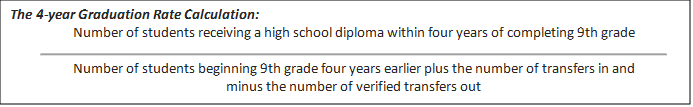 The 4-year Graduation Rate Calculation:
Number of students receiving a high school diploma within four years of completing 9th grade
Number of students beginning 9th grade four years earlier plus the number of transfers in and
minus the number of verified transfers out